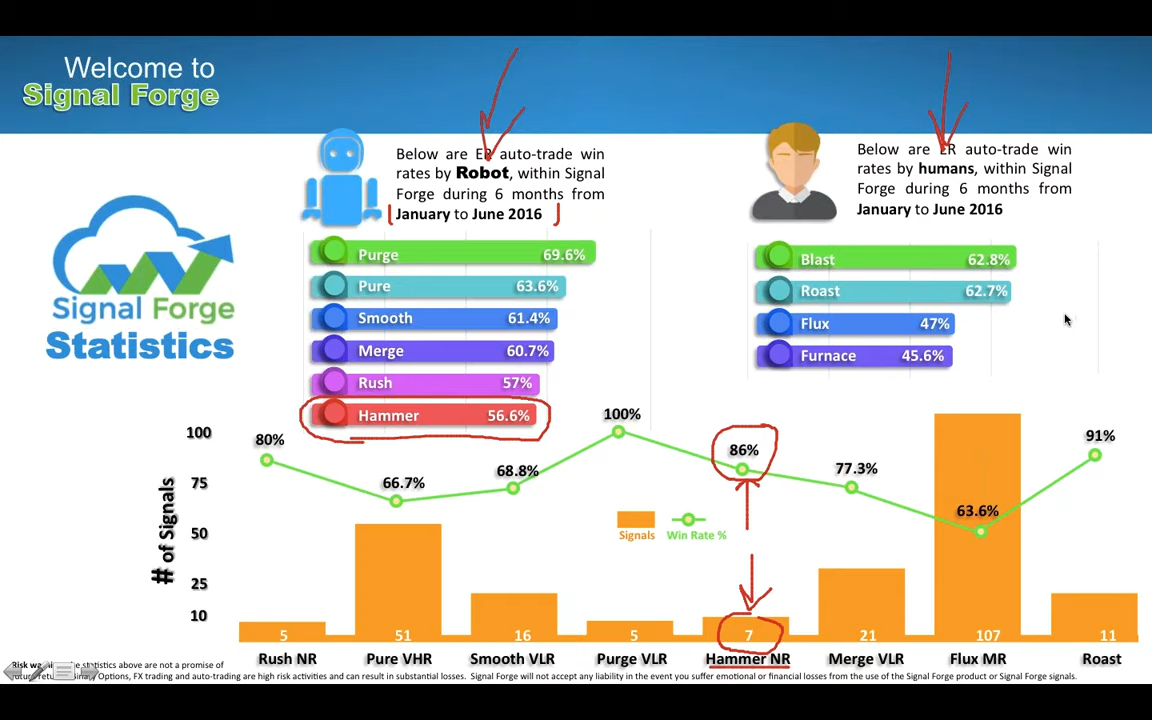 Welcome to
Signal Forge
Below are ER auto-trade win
rates by Robot, within Signal
Forge during 6 months from
January to June 2016
Below are ER auto-trade win
rates by humans, within Signal
Forge during 6 months from
January to June 2016
Signal Forge
Statistics
Purge 69.6%
Pure 63.6%
Smooth 61.4%
Merge 60.7%
Rush 57%
Hammer 56.6%
Blast 62.8%
Roast 62.7%
Flux 47%
Furnace 45.6%
# of Signals
100
75
50
25
10
80%
66.7%
68.8%
100%
86%
77.3%
63.6%
91%
Signals
Win Rate %
5
51
16
5
7
21
107
11
Rush NR
Pure VHR
Smooth VLR
Purge VLR
Hammer NR
Merge VLR
Flux MR
Roast
Risk statistics above are not a promise of
Options, FX trading and auto-trading are high risk activities and can result in substantial losses. Signal Forge will not accept any liability in the event you suffer emotional or financial losses from the use of the Signal Forge product or Signal Forge signals.